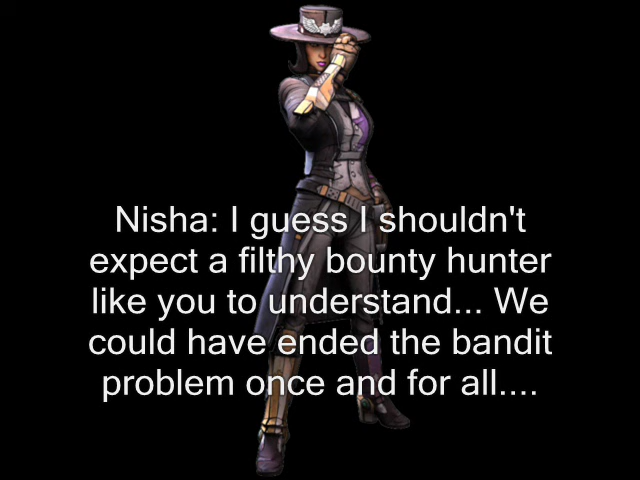 Nisha: I guess I shouldn't
expect a filthy bounty hunter
like you to understand... We
could have ended the bandit
problem once and for all....